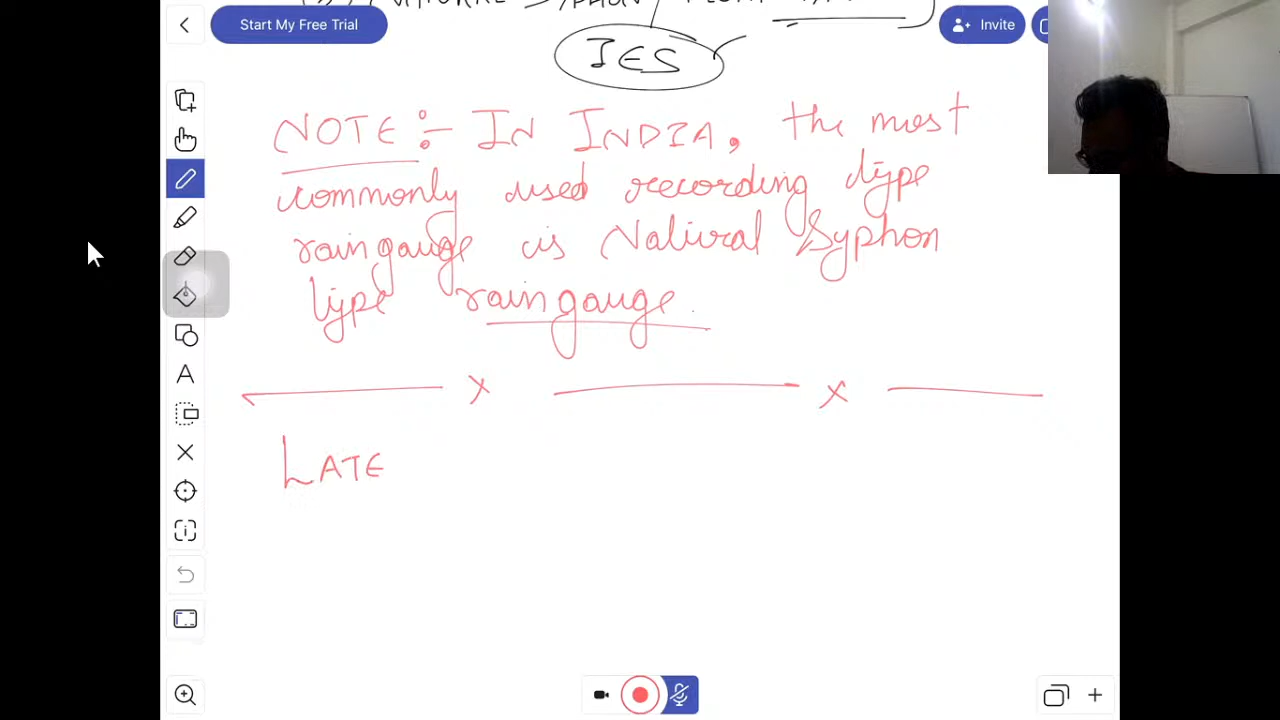 Start My Free Trial
Invite
IES
NOTE :- IN INDIA, the most
commonly used recording type
raingauge is Natural Syphon
type raingauge.
x x
LATE
A